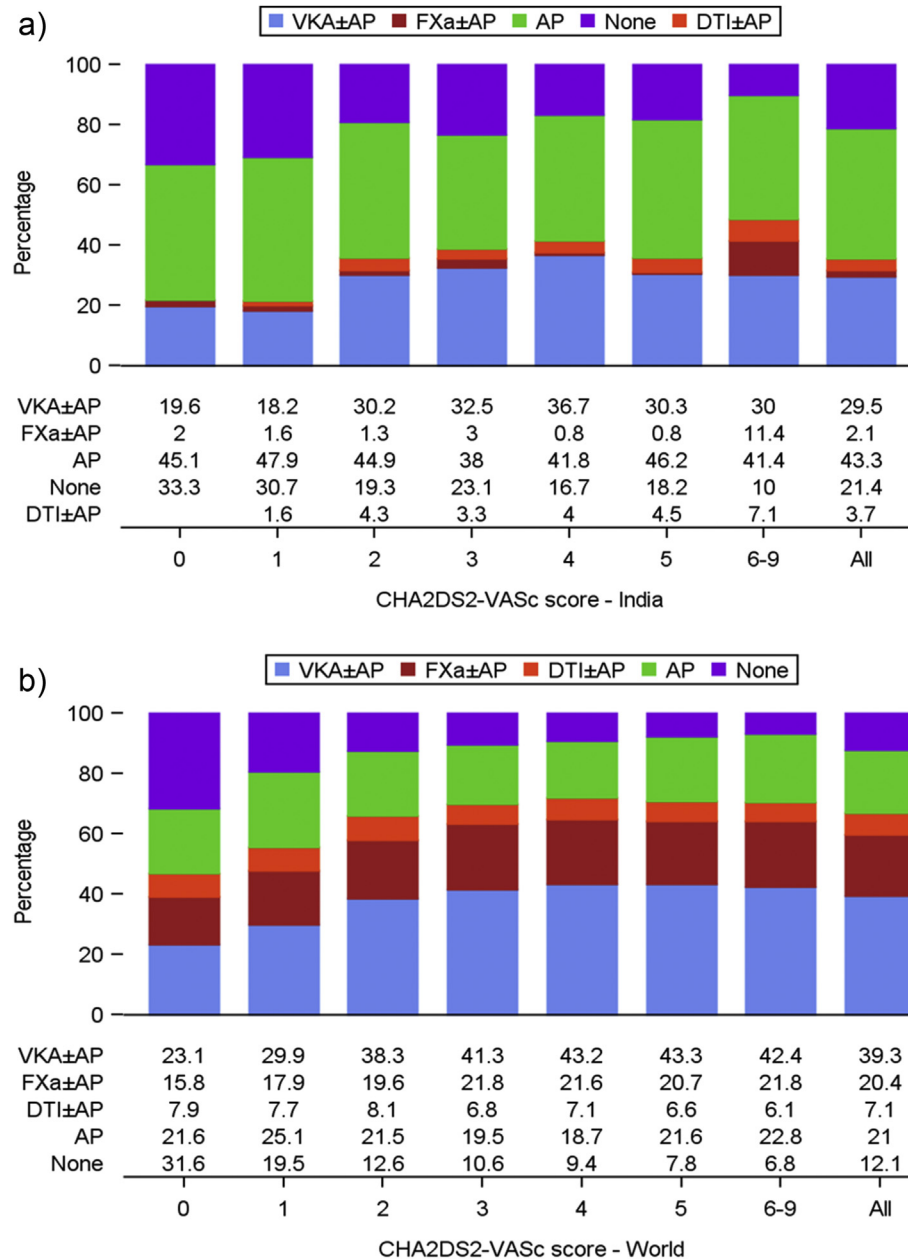 a)
VKA±AP FXa±AP AP None DTI±AP
100
80
60
40
20
0
Percentage
VKA±AP 19.6 18.2 30.2 32.5 36.7 30.3 30 29.5
FXa±AP 2 1.6 1.3 3 0.8 0.8 11.4 2.1
AP 45.1 47.9 44.9 38 41.8 46.2 41.4 43.3
None 33.3 30.7 19.3 23.1 16.7 18.2 10 21.4
DTI±AP 1.6 4.3 3.3 4 4.5 7.1 3.7
0 1 2 3 4 5 6-9 All
CHA2DS2-VASc score - India
b)
VKA±AP FXa±AP DTI±AP AP None
100
80
60
40
20
0
Percentage
VKA±AP 23.1 29.9 38.3 41.3 43.2 43.3 42.4 39.3
FXa±AP 15.8 17.9 19.6 21.8 21.6 20.7 21.8 20.4
DTI±AP 7.9 7.7 8.1 6.8 7.1 6.6 6.1 7.1
AP 21.6 25.1 21.5 19.5 18.7 21.6 22.8 21
None 31.6 19.5 12.6 10.6 9.4 7.8 6.8 12.1
0 1 2 3 4 5 6-9 All
CHA2DS2-VASc score - World